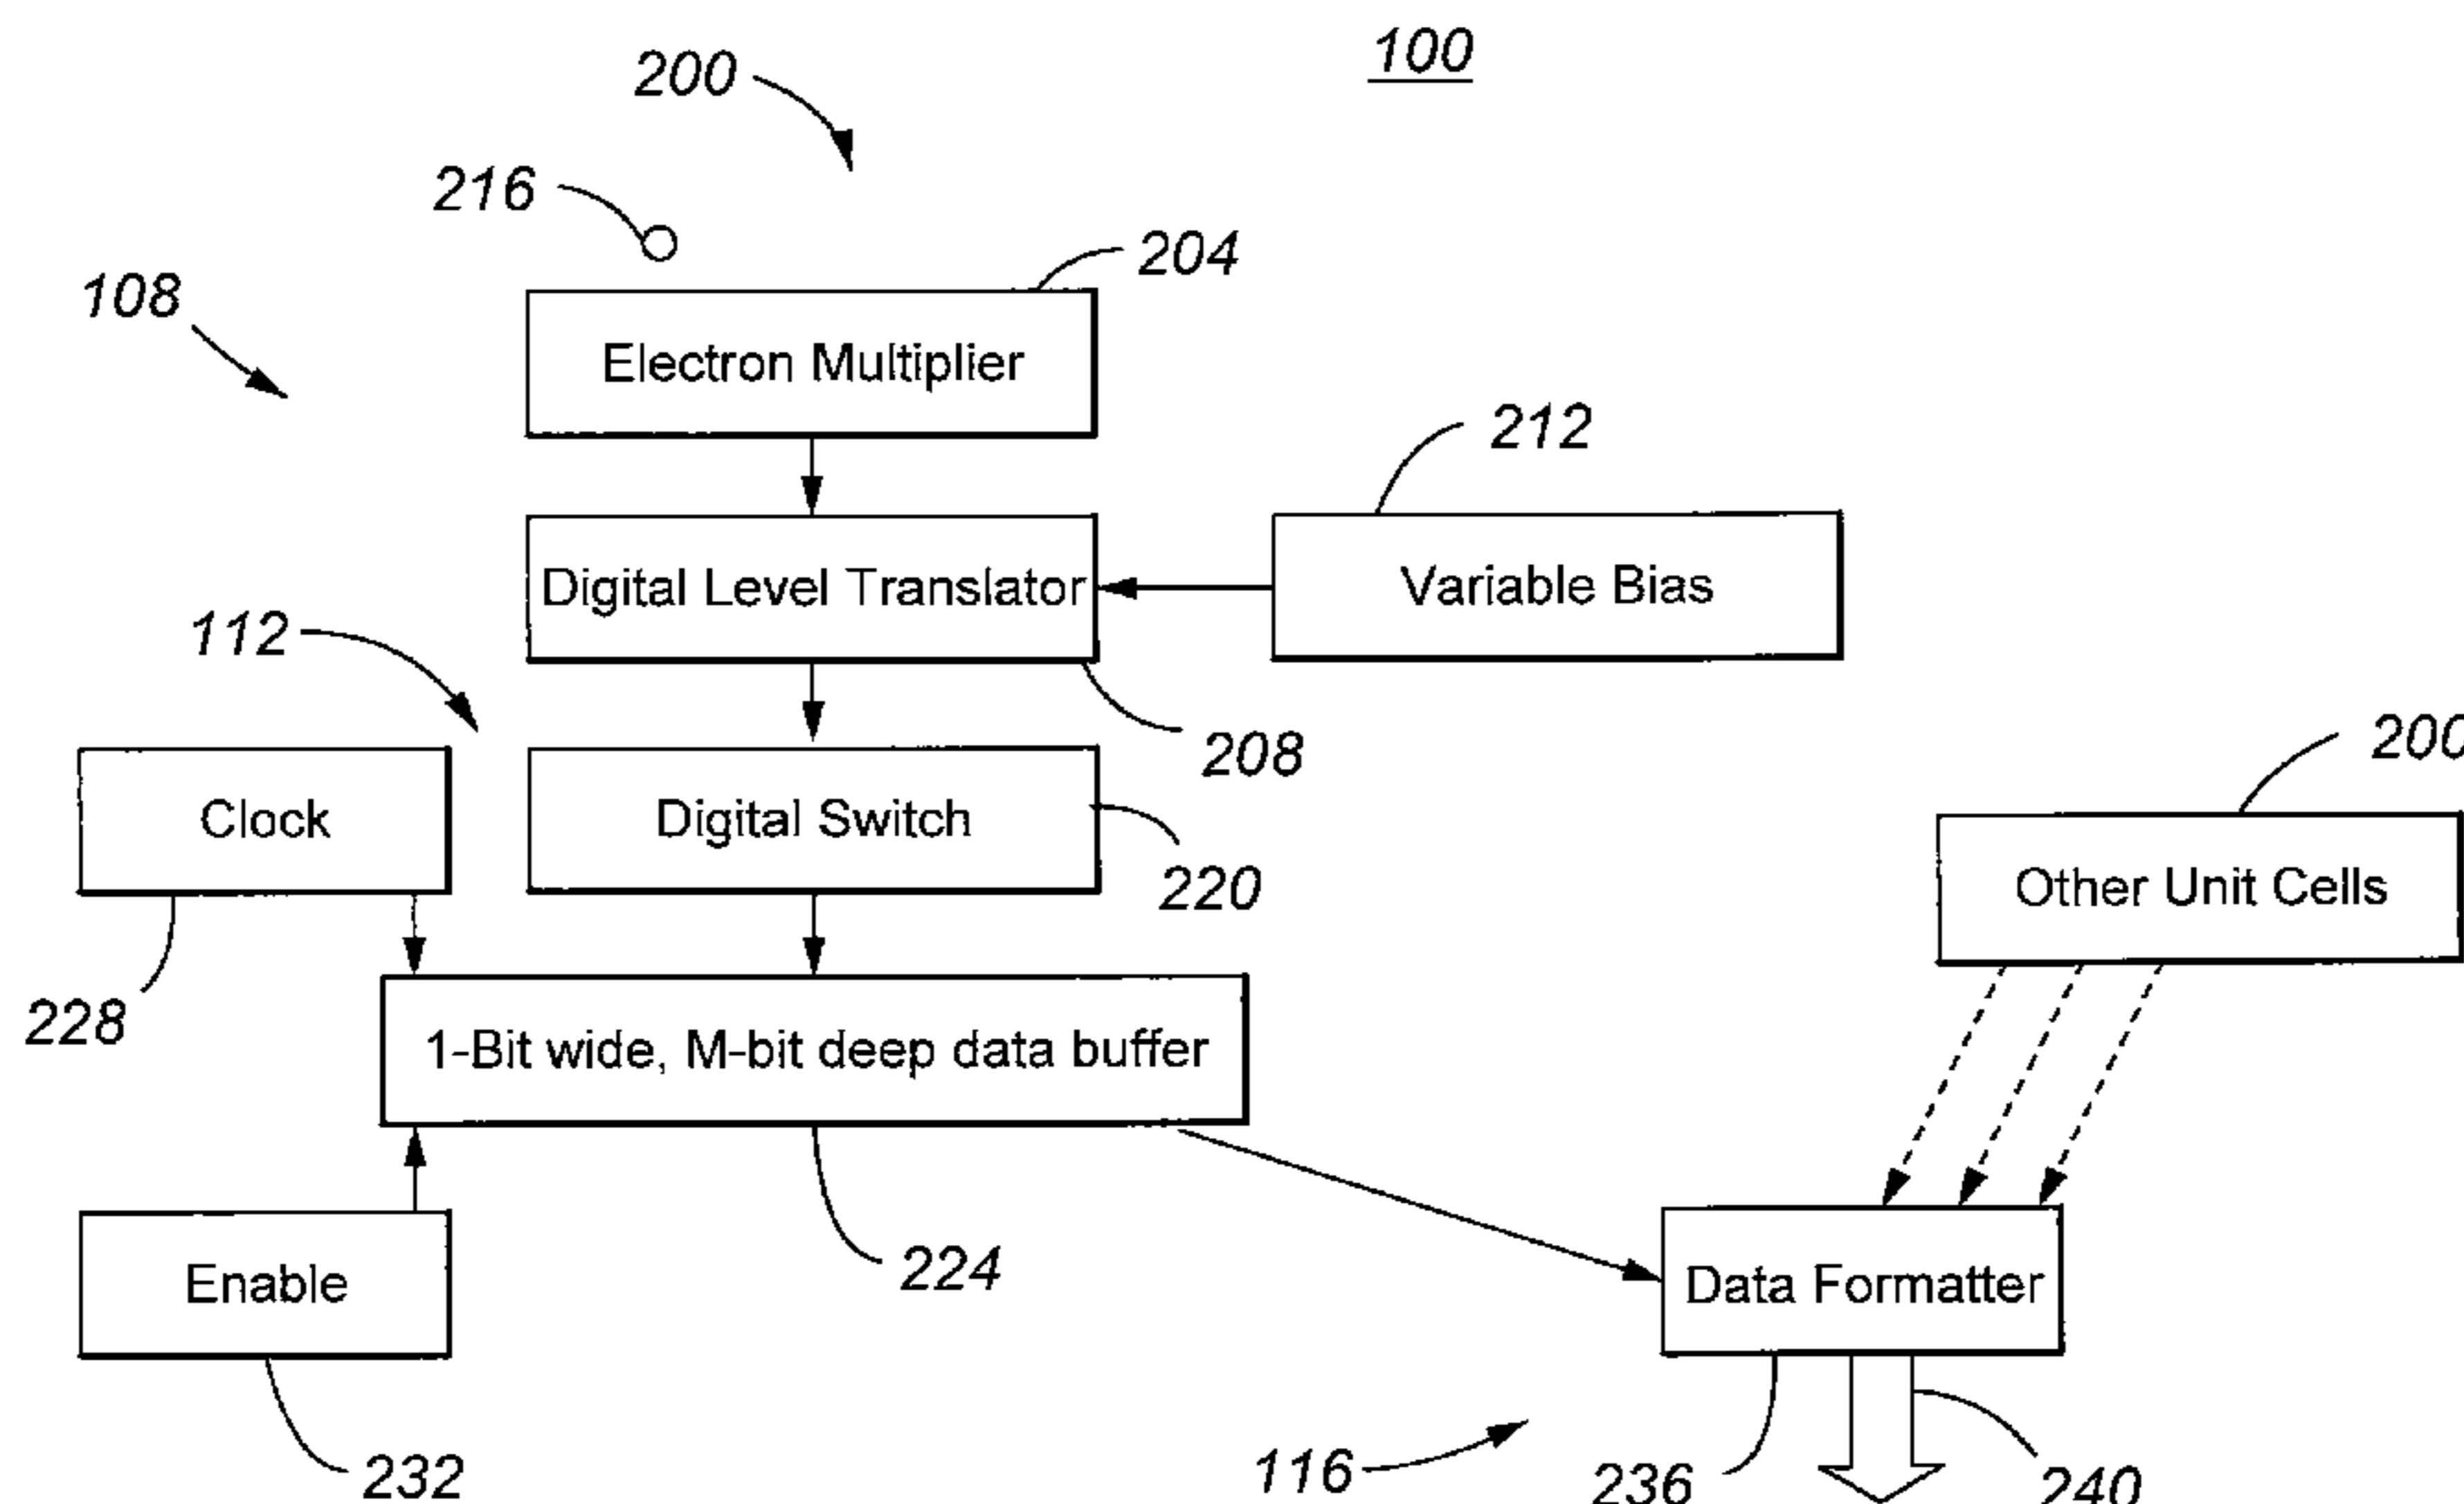 100
200
216
204
108
Electron Multiplier
212
Digital Level Translator
Variable Bias
112
208
200
Clock
Digital Switch
220
Other Unit Cells
228
1-Bit wide, M-bit deep data buffer
Enable
224
Data Formatter
232
116
236
240